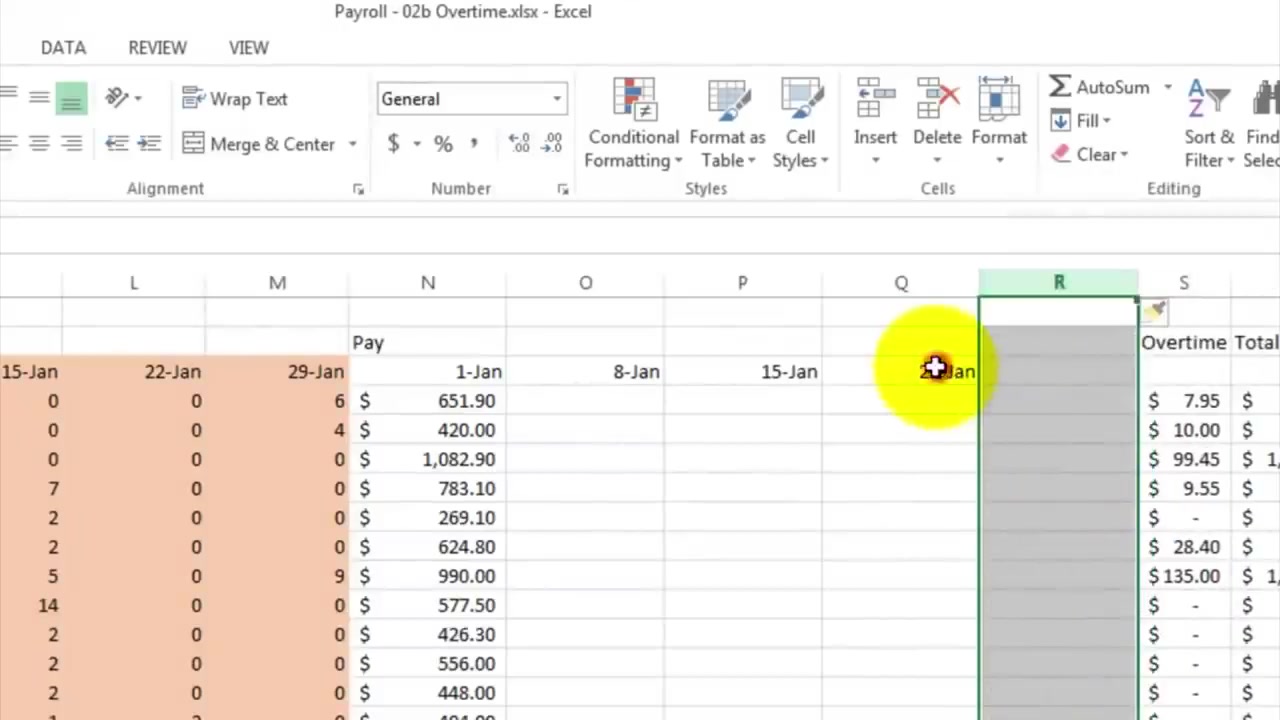 Payroll - 02b Overtime.xlsx - Excel
DATA REVIEW VIEW
Wrap Text General AutoSum
Merge & Center $ % , Conditional Formatting Format as Table Cell Styles Insert Delete Format Fill Sort & Filter
Clear
Alignment Number Styles Cells Editing
L M N O P Q R S
Pay Overtime Total
15-Jan 22-Jan 29-Jan 1-Jan 8-Jan 15-Jan
0 0 6 $ 651.90 $ 7.95 $
0 0 4 $ 420.00 $ 10.00 $
0 0 0 $ 1,082.90 $ 99.45 $ 1,
7 0 0 $ 783.10 $ 9.55 $
2 0 0 $ 269.10 $ - $
2 0 0 $ 624.80 $ 28.40 $
5 0 9 $ 990.00 $ 135.00 $ 1,
14 0 0 $ 577.50 $ - $
2 0 0 $ 426.30 $ - $
2 0 0 $ 556.00 $ - $
2 0 0 $ 448.00 $ - $